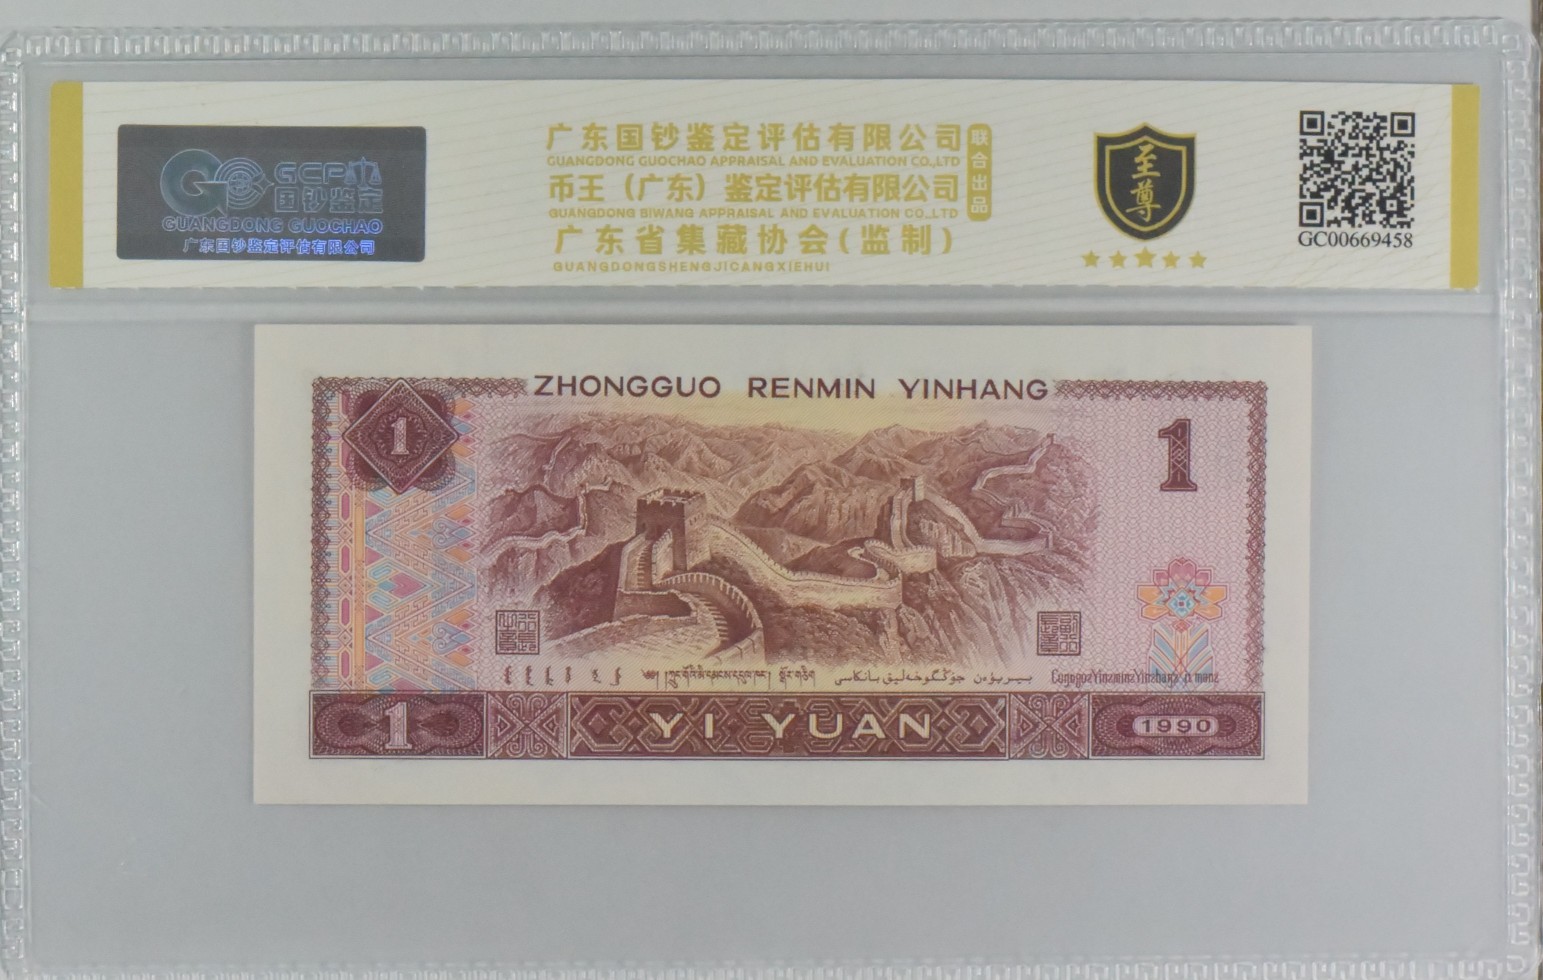 GCP
国钞鉴定
GUANGDONG GUOCHAO
广东国钞鉴定评估有限公司
广东国钞鉴定评估有限公司
GUANGDONG GUOCHAO APPRAISAL AND EVALUATION CO.,LTD
币王（广东）鉴定评估有限公司
GUANGDONG BIWANG APPRAISAL AND EVALUATION CO.,LTD
广东省集藏协会(监制)
GUANGDONGSHENGJICANGXIEHUI
联合出品
至尊
GC00669458
ZHONGGUO RENMIN YINHANG
1
1
1
YI YUAN
1990